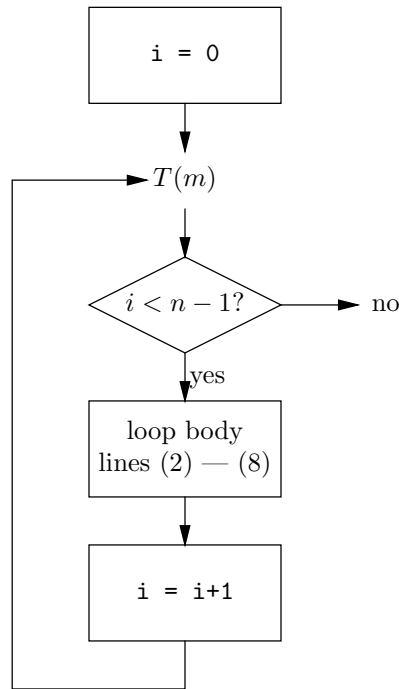 i = 0
T(m)
i < n − 1?
no
yes
loop body
lines (2) — (8)
i = i+1